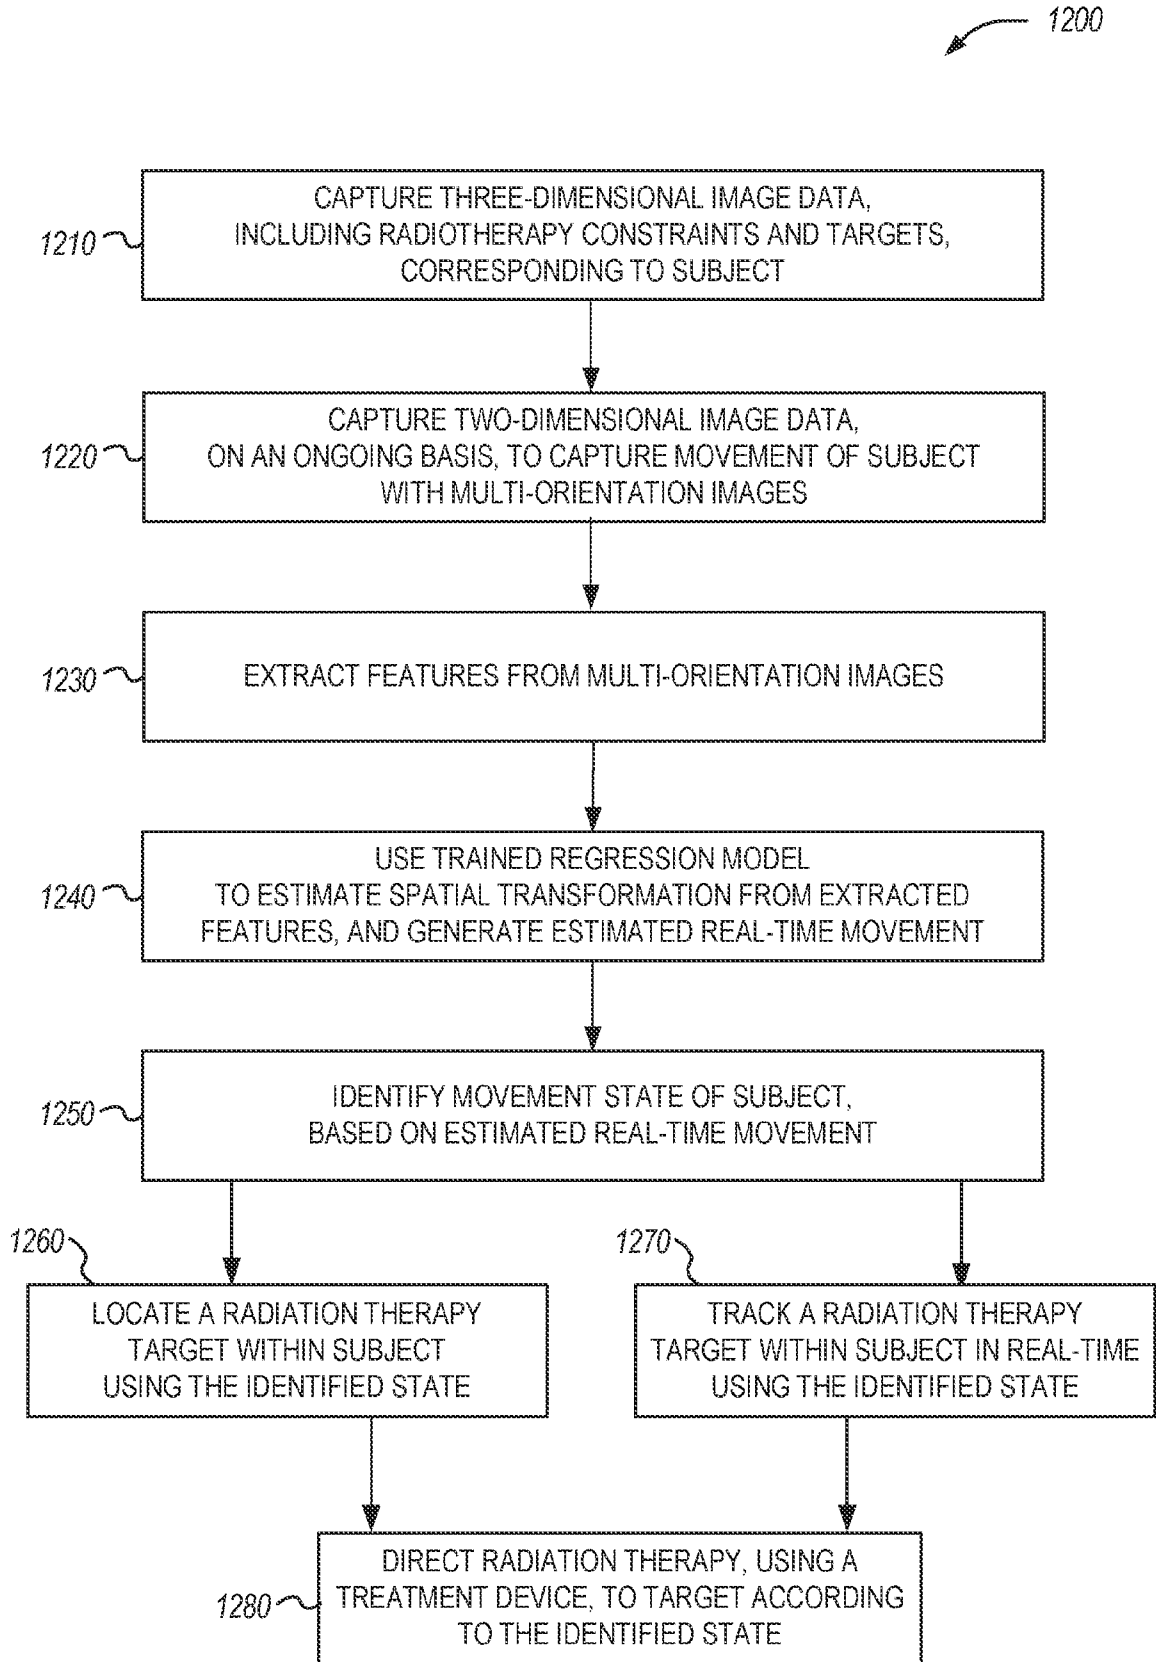 1200
1210
CAPTURE THREE-DIMENSIONAL IMAGE DATA,
INCLUDING RADIOTHERAPY CONSTRAINTS AND TARGETS,
CORRESPONDING TO SUBJECT
1220
CAPTURE TWO-DIMENSIONAL IMAGE DATA,
ON AN ONGOING BASIS, TO CAPTURE MOVEMENT OF SUBJECT
WITH MULTI-ORIENTATION IMAGES
1230
EXTRACT FEATURES FROM MULTI-ORIENTATION IMAGES
1240
USE TRAINED REGRESSION MODEL
TO ESTIMATE SPATIAL TRANSFORMATION FROM EXTRACTED
FEATURES, AND GENERATE ESTIMATED REAL-TIME MOVEMENT
1250
IDENTIFY MOVEMENT STATE OF SUBJECT,
BASED ON ESTIMATED REAL-TIME MOVEMENT
1260
LOCATE A RADIATION THERAPY
TARGET WITHIN SUBJECT
USING THE IDENTIFIED STATE
1270
TRACK A RADIATION THERAPY
TARGET WITHIN SUBJECT IN REAL-TIME
USING THE IDENTIFIED STATE
1280
DIRECT RADIATION THERAPY, USING A
TREATMENT DEVICE, TO TARGET ACCORDING
TO THE IDENTIFIED STATE